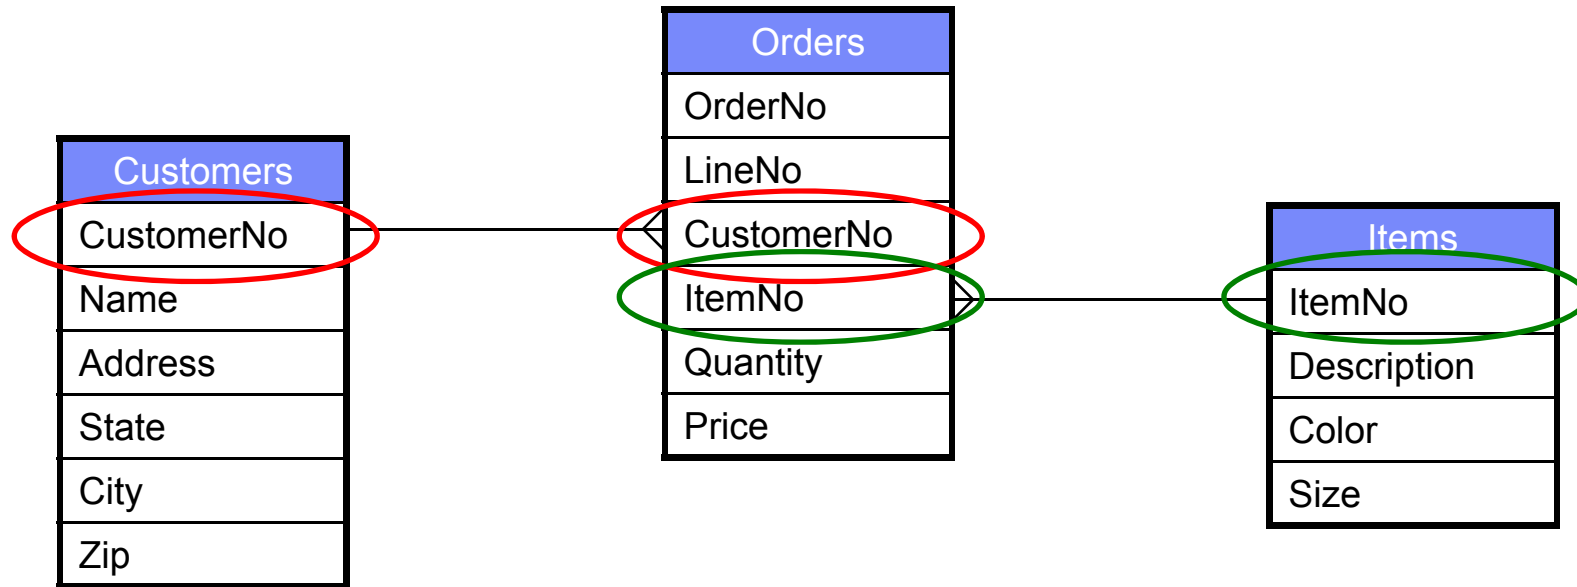 Customers
CustomerNo
Name
Address
State
City
Zip
Orders
OrderNo
LineNo
CustomerNo
ItemNo
Quantity
Price
Items
ItemNo
Description
Color
Size